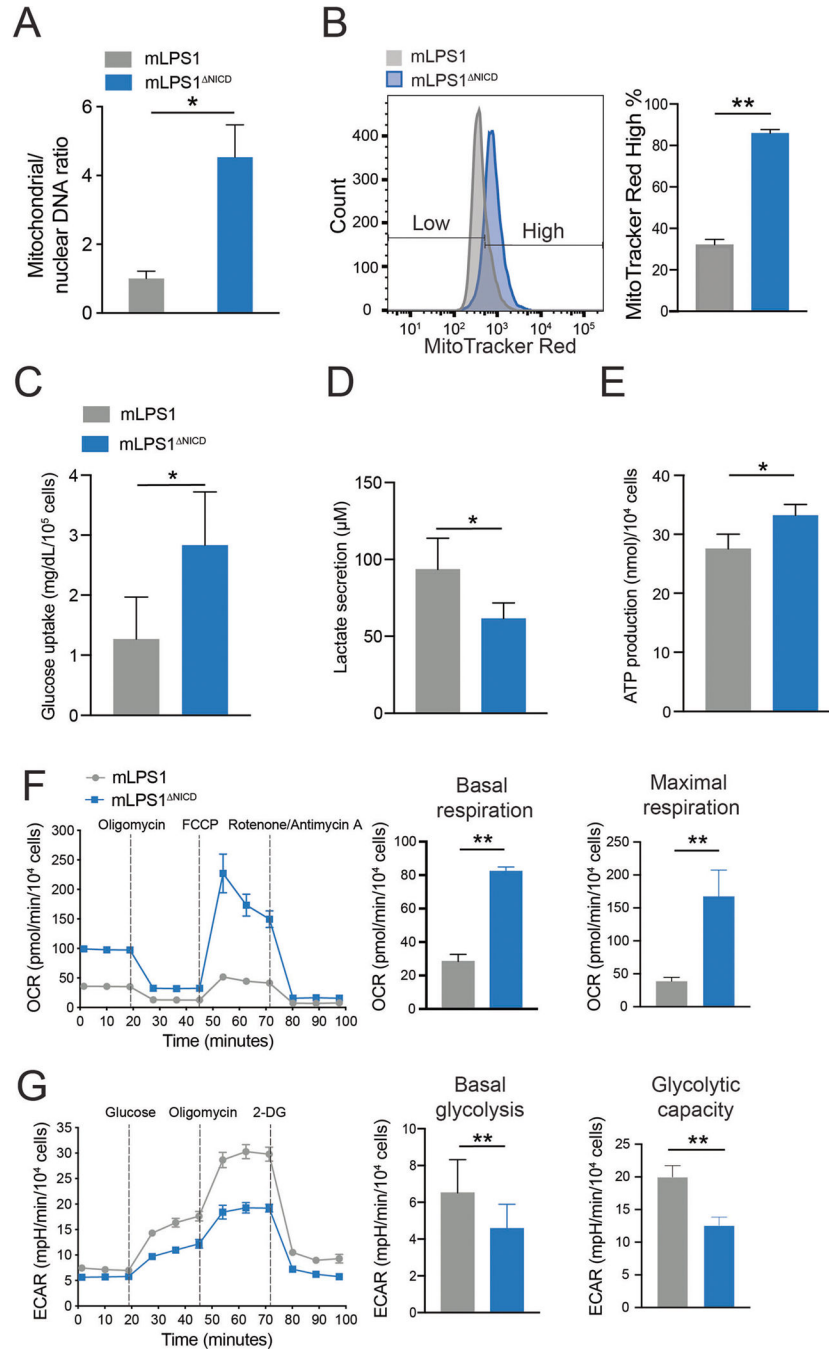 A
mLPS1
mLPS1ΔNICD
*
6
4
2
0
Mitochondrial/
nuclear DNA ratio
B
mLPS1
mLPS1ΔNICD
400
300
200
100
0
Count
Low
High
10¹ 10² 10³ 10⁴ 10⁵
MitoTracker Red
**
100
80
60
40
20
0
MitoTracker Red High %
C
mLPS1
mLPS1ΔNICD
*
4
3
2
1
0
Glucose uptake (mg/dL/10⁵ cells)
D
*
150
100
50
0
Lactate secretion (µM)
E
*
40
30
20
10
0
ATP production (nmol)/10⁴ cells
F
mLPS1
mLPS1ΔNICD
Oligomycin FCCP Rotenone/Antimycin A
300
250
200
150
100
50
0
OCR (pmol/min/10⁴ cells)
0 10 20 30 40 50 60 70 80 90 100
Time (minutes)
Basal
respiration
**
100
80
60
40
20
0
OCR (pmol/min/10⁴ cells)
Maximal
respiration
**
250
200
150
100
50
0
OCR (pmol/min/10⁴ cells)
G
Glucose Oligomycin 2-DG
35
30
25
20
15
10
5
0
ECAR (mpH/min/10⁴ cells)
0 10 20 30 40 50 60 70 80 90 100
Time (minutes)
Basal
glycolysis
**
10
8
6
4
2
0
ECAR (mpH/min/10⁴ cells)
Glycolytic
capacity
**
25
20
15
10
5
0
ECAR (mpH/min/10⁴ cells)